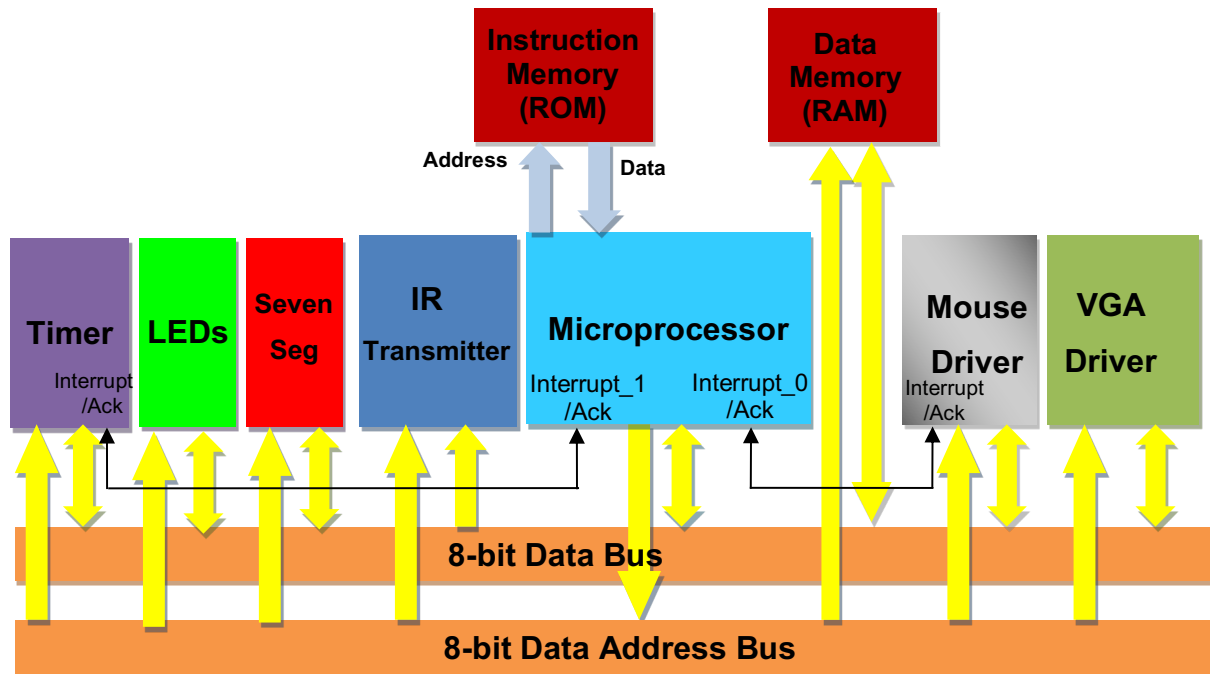 Instruction
Memory
(ROM)
Data
Memory
(RAM)
Address
Data
Timer
Interrupt
/Ack
LEDs
Seven
Seg
IR
Transmitter
Microprocessor
Interrupt_1
/Ack
Interrupt_0
/Ack
Mouse
Driver
Interrupt
/Ack
VGA
Driver
8-bit Data Bus
8-bit Data Address Bus